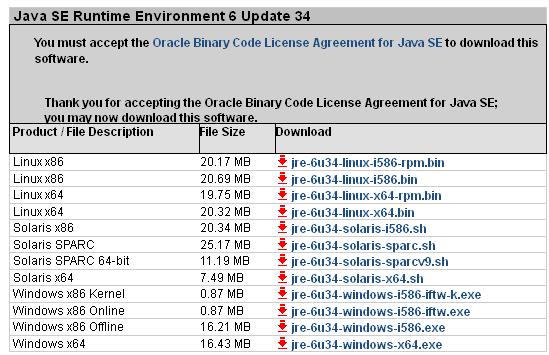 Java SE Runtime Environment 6 Update 34
You must accept the Oracle Binary Code License Agreement for Java SE to download this
software.
Thank you for accepting the Oracle Binary Code License Agreement for Java SE;
you may now download this software.
Product / File Description File Size Download
Linux x86 20.17 MB jre-6u34-linux-i586-rpm.bin
Linux x86 20.69 MB jre-6u34-linux-i586.bin
Linux x64 19.75 MB jre-6u34-linux-x64-rpm.bin
Linux x64 20.32 MB jre-6u34-linux-x64.bin
Solaris x86 20.34 MB jre-6u34-solaris-i586.sh
Solaris SPARC 25.17 MB jre-6u34-solaris-sparc.sh
Solaris SPARC 64-bit 11.19 MB jre-6u34-solaris-sparcv9.sh
Solaris x64 7.49 MB jre-6u34-solaris-x64.sh
Windows x86 Kernel 0.87 MB jre-6u34-windows-i586-iftw-k.exe
Windows x86 Online 0.87 MB jre-6u34-windows-i586-iftw.exe
Windows x86 Offline 16.21 MB jre-6u34-windows-i586.exe
Windows x64 16.43 MB jre-6u34-windows-x64.exe